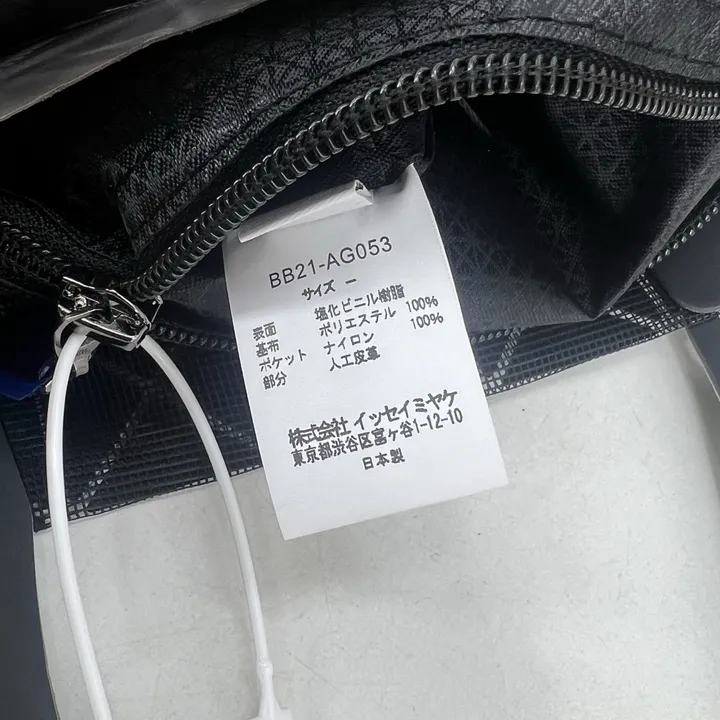 BB21-AG053
サイズ ー
表面 塩化ビニル樹脂 100%
基布 ポリエステル 100%
ポケット ナイロン
部分 人工皮革
株式会社 イッセイミヤケ
東京都渋谷区富ヶ谷1-12-10
日本製